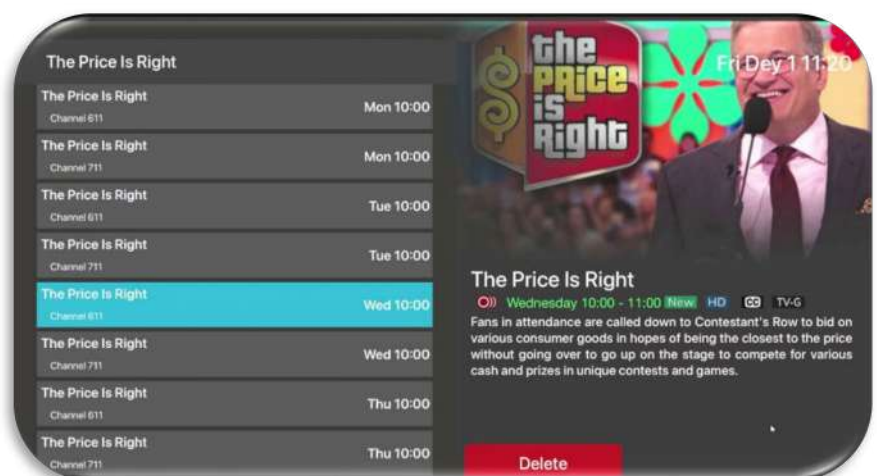 The Price Is Right
Fri Dey 1 11:20
The Price Is Right
Channel 611
Mon 10:00
The Price Is Right
Channel 711
Mon 10:00
The Price Is Right
Channel 611
Tue 10:00
The Price Is Right
Channel 711
Tue 10:00
The Price Is Right
Channel 611
Wed 10:00
The Price Is Right
Channel 711
Wed 10:00
The Price Is Right
Channel 611
Thu 10:00
The Price Is Right
Channel 711
Thu 10:00
the
PRice
is
Right
$
The Price Is Right
Wednesday 10:00 - 11:00 New HD CC TV-G
Fans in attendance are called down to Contestant's Row to bid on
various consumer goods in hopes of being the closest to the price
without going over to go up on the stage to compete for various
cash and prizes in unique contests and games.
Delete